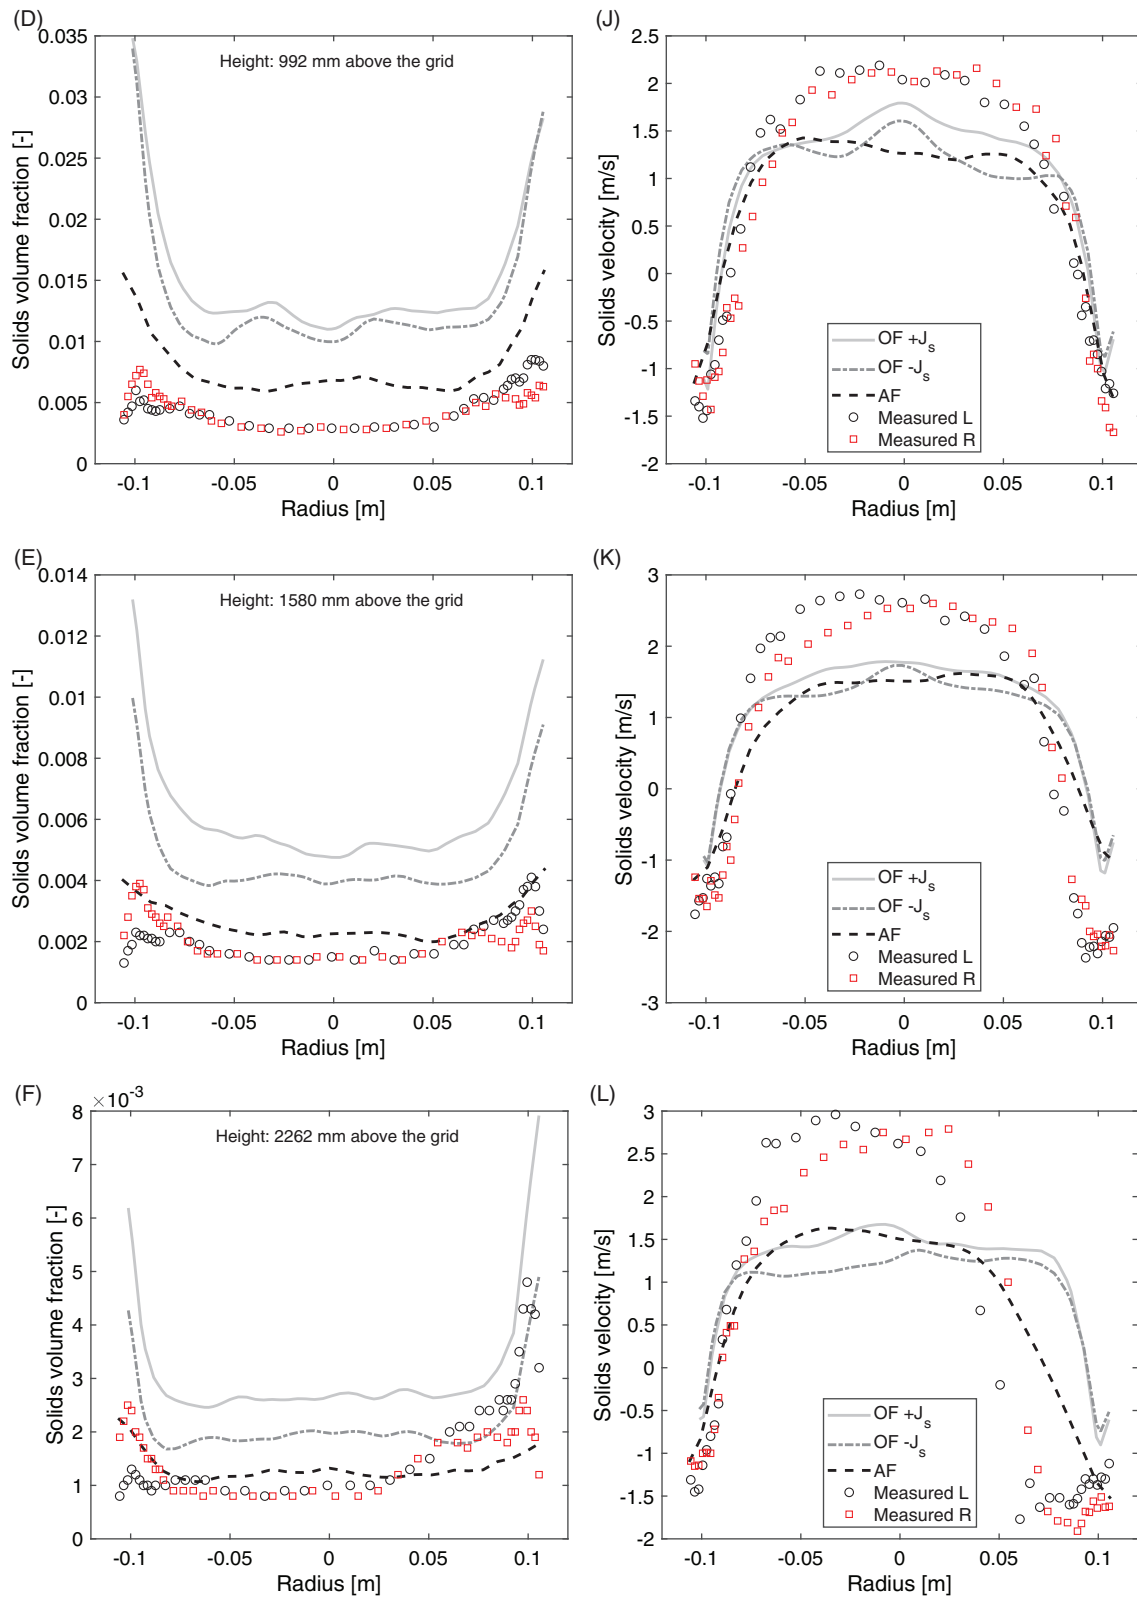 (D)
0.035
0.03
0.025
0.02
0.015
0.01
0.005
0
Solids volume fraction [-]
Height: 992 mm above the grid
-0.1 -0.05 0 0.05 0.1
Radius [m]
(J)
2.5
2
1.5
1
0.5
0
-0.5
-1
-1.5
-2
Solids velocity [m/s]
OF +Js
OF -Js
AF
Measured L
Measured R
-0.1 -0.05 0 0.05 0.1
Radius [m]
(E)
0.014
0.012
0.01
0.008
0.006
0.004
0.002
0
Solids volume fraction [-]
Height: 1580 mm above the grid
-0.1 -0.05 0 0.05 0.1
Radius [m]
(K)
3
2
1
0
-1
-2
-3
Solids velocity [m/s]
OF +Js
OF -Js
AF
Measured L
Measured R
-0.1 -0.05 0 0.05 0.1
Radius [m]
(F)
×10-3
8
7
6
5
4
3
2
1
0
Solids volume fraction [-]
Height: 2262 mm above the grid
-0.1 -0.05 0 0.05 0.1
Radius [m]
(L)
3
2.5
2
1.5
1
0.5
0
-0.5
-1
-1.5
-2
Solids velocity [m/s]
OF +Js
OF -Js
AF
Measured L
Measured R
-0.1 -0.05 0 0.05 0.1
Radius [m]